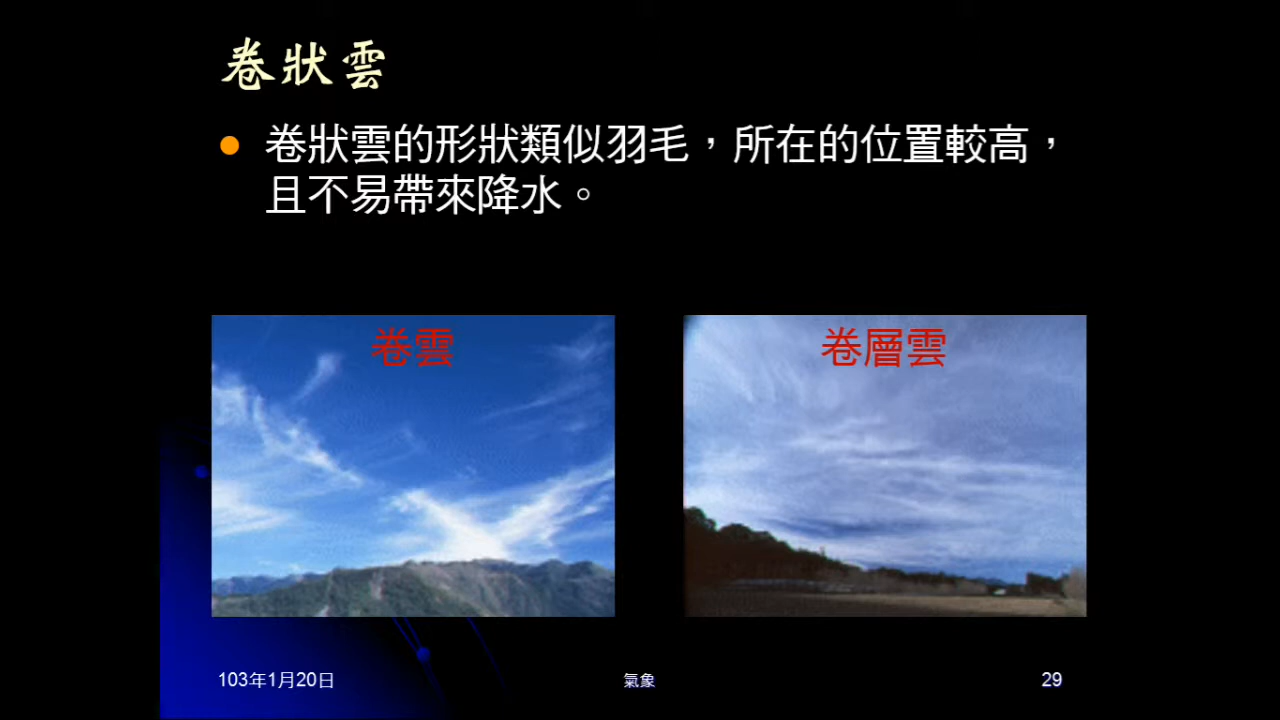 卷狀雲
卷狀雲的形狀類似羽毛，所在的位置較高，
且不易帶來降水。
卷雲
卷層雲
103年1月20日
氣象
29